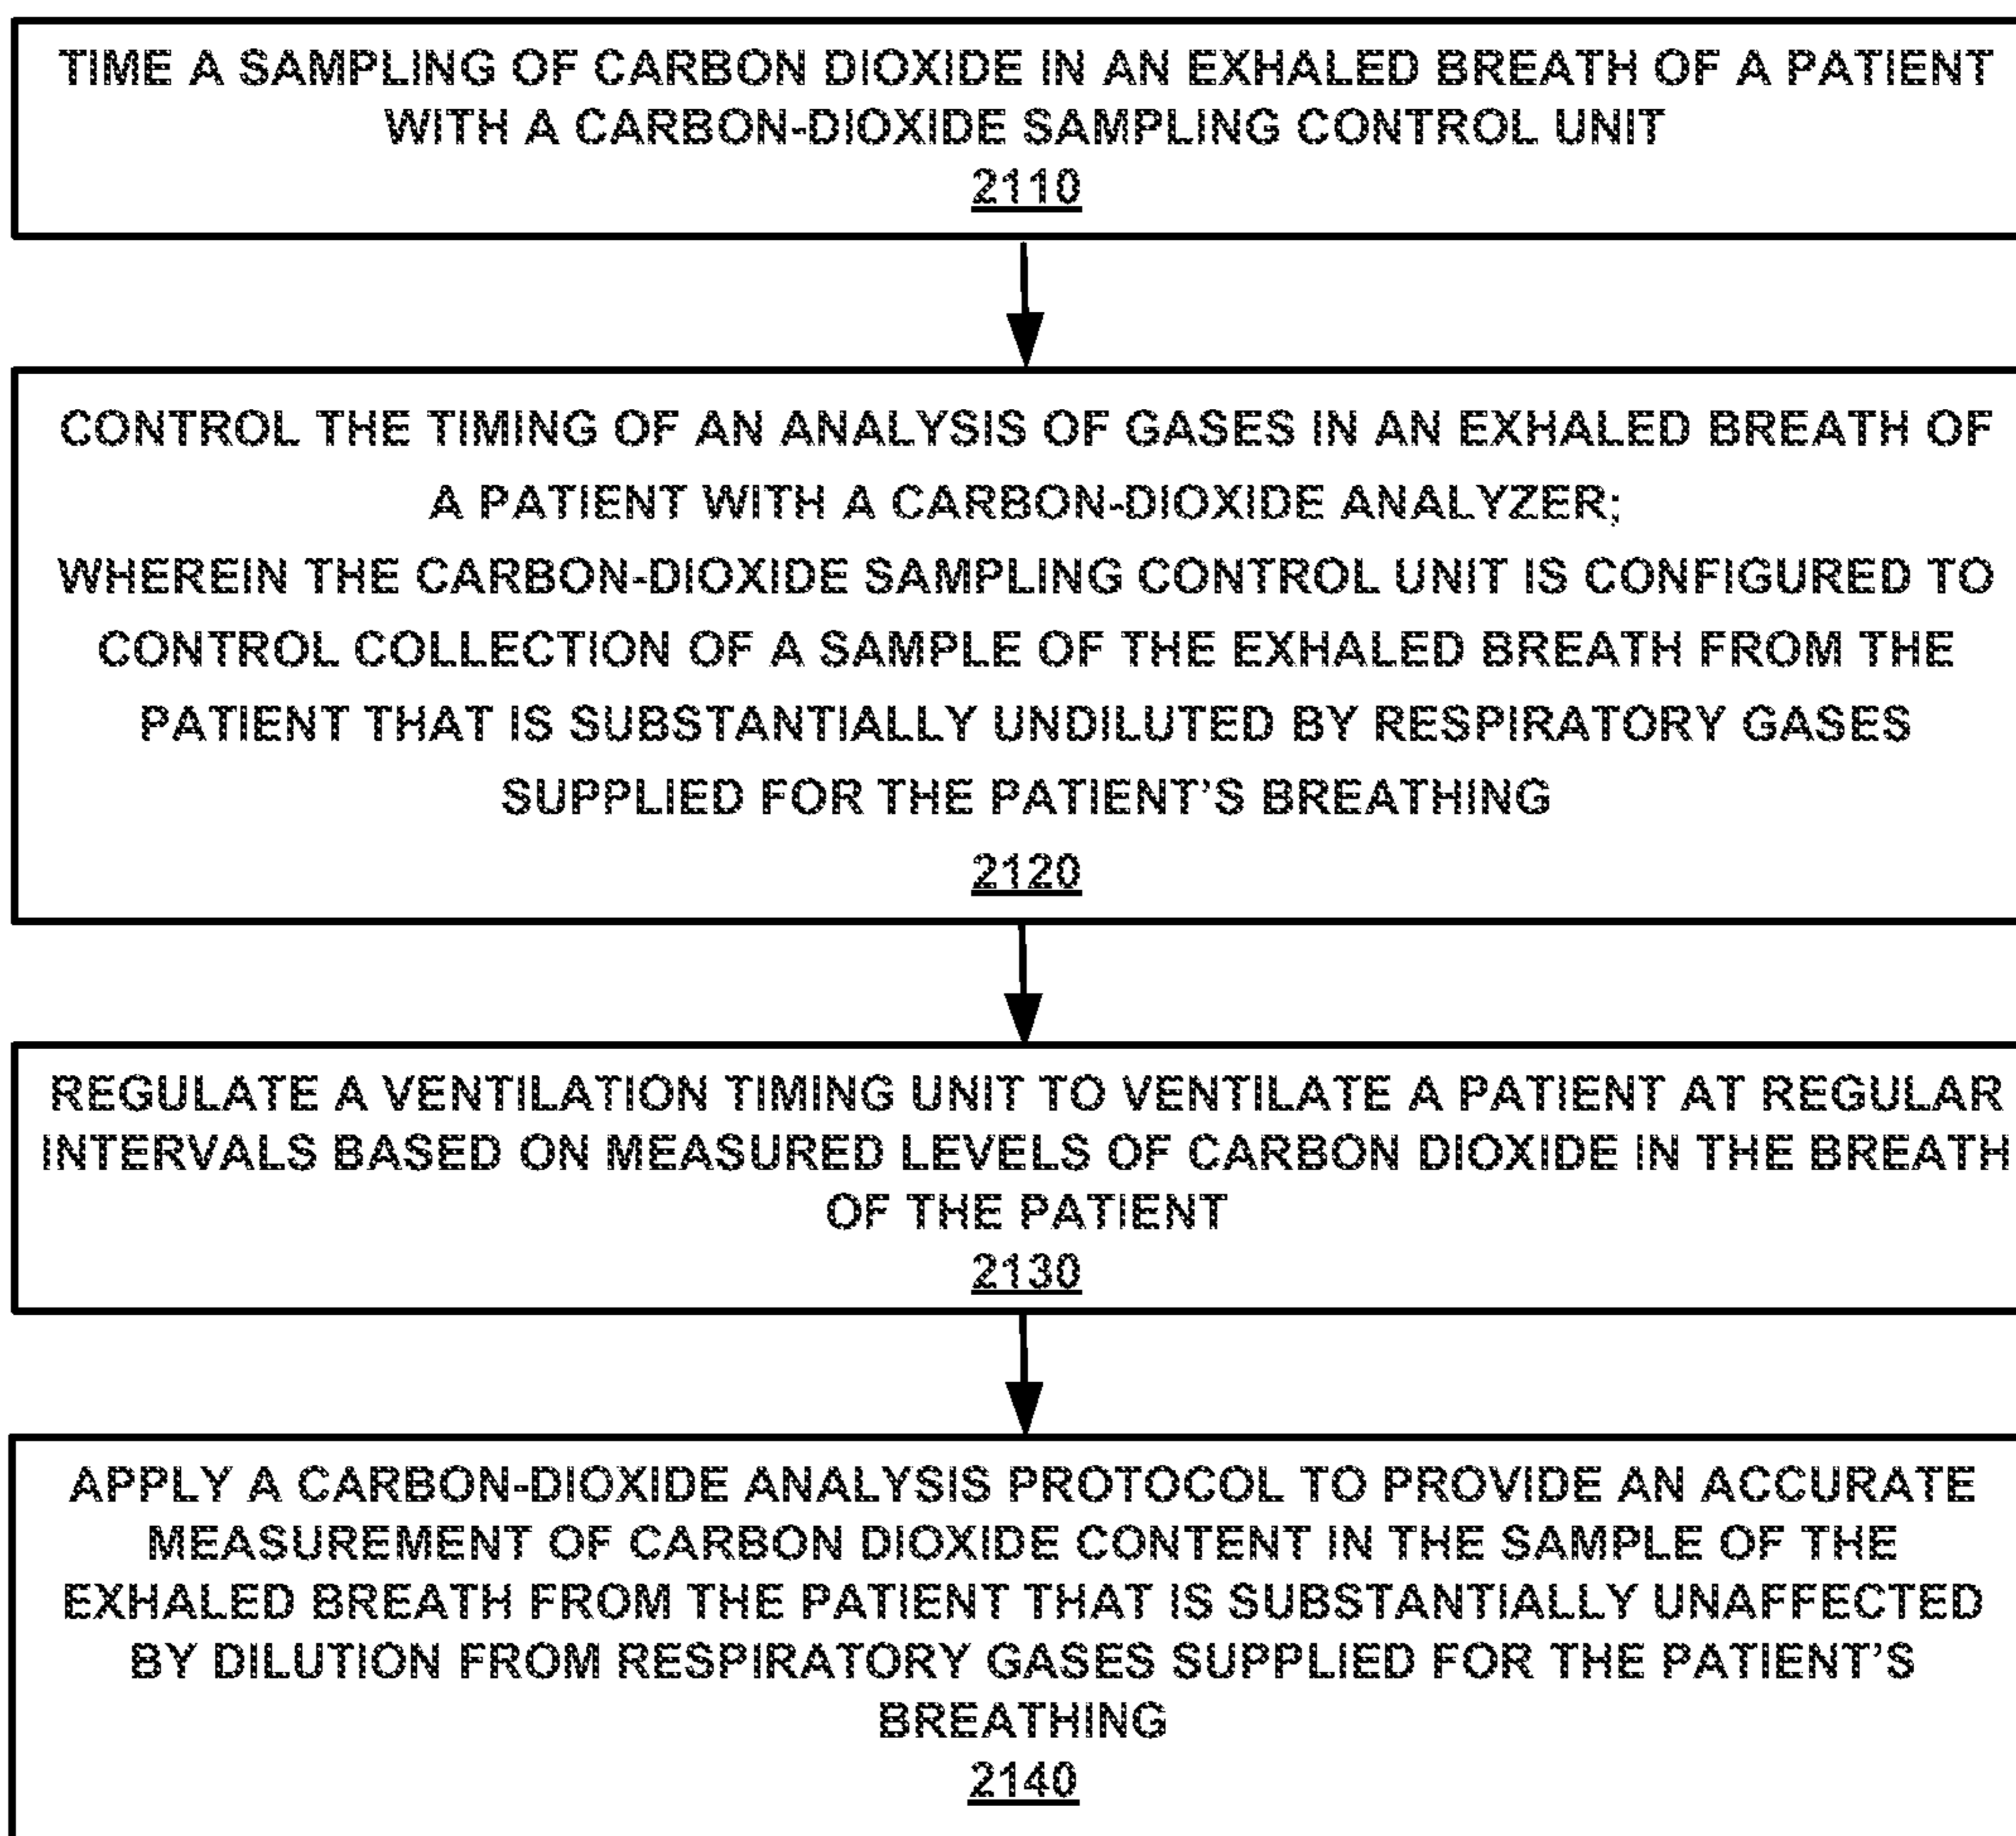 TIME A SAMPLING OF CARBON DIOXIDE IN AN EXHALED BREATH OF A PATIENT
WITH A CARBON-DIOXIDE SAMPLING CONTROL UNIT
2110
CONTROL THE TIMING OF AN ANALYSIS OF GASES IN AN EXHALED BREATH OF
A PATIENT WITH A CARBON-DIOXIDE ANALYZER;
WHEREIN THE CARBON-DIOXIDE SAMPLING CONTROL UNIT IS CONFIGURED TO
CONTROL COLLECTION OF A SAMPLE OF THE EXHALED BREATH FROM THE
PATIENT THAT IS SUBSTANTIALLY UNDILUTED BY RESPIRATORY GASES
SUPPLIED FOR THE PATIENT'S BREATHING
2120
REGULATE A VENTILATION TIMING UNIT TO VENTILATE A PATIENT AT REGULAR
INTERVALS BASED ON MEASURED LEVELS OF CARBON DIOXIDE IN THE BREATH
OF THE PATIENT
2130
APPLY A CARBON-DIOXIDE ANALYSIS PROTOCOL TO PROVIDE AN ACCURATE
MEASUREMENT OF CARBON DIOXIDE CONTENT IN THE SAMPLE OF THE
EXHALED BREATH FROM THE PATIENT THAT IS SUBSTANTIALLY UNAFFECTED
BY DILUTION FROM RESPIRATORY GASES SUPPLIED FOR THE PATIENT'S
BREATHING
2140